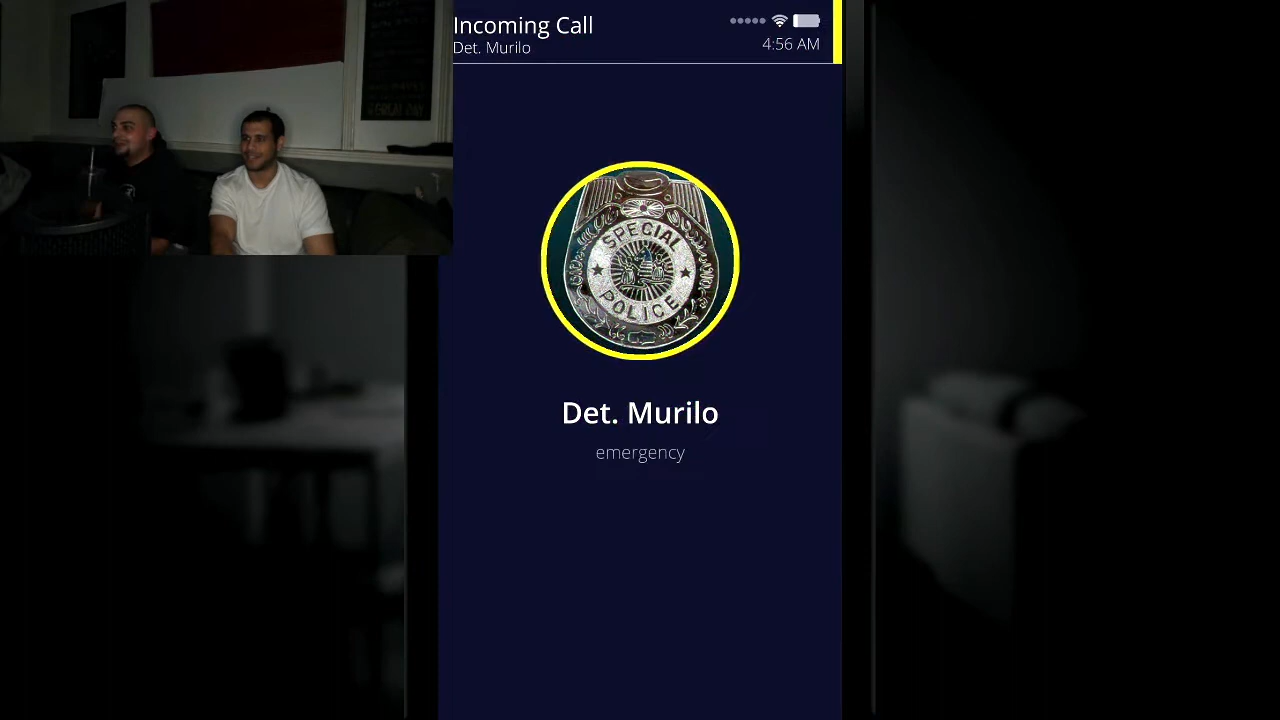 Incoming Call
Det. Murilo
4:56 AM
SPECIAL
POLICE
Det. Murilo
emergency